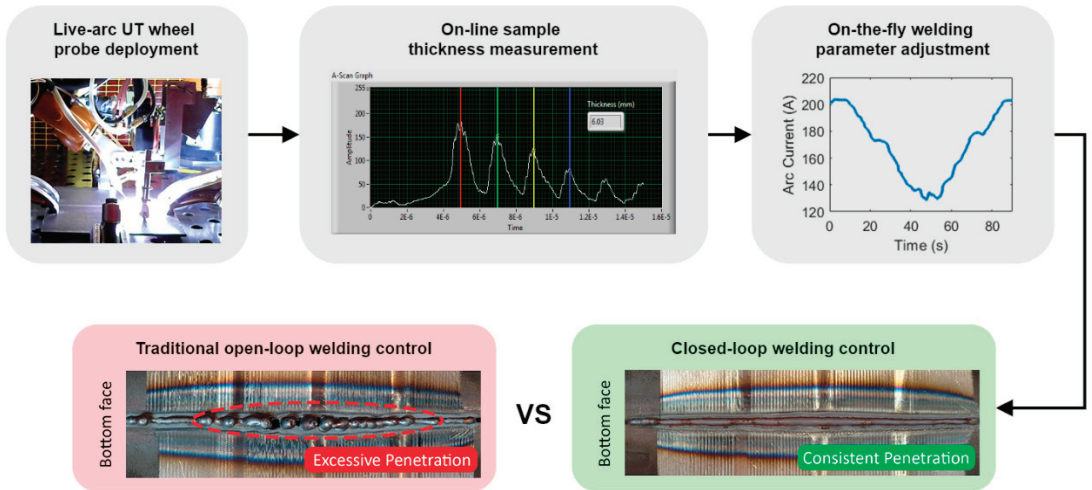 Live-arc UT wheel
probe deployment
On-line sample
thickness measurement
A-Scan Graph
255
200
150
100
50
0
Amplitude
0
2E-6
4E-6
6E-6
8E-6
1E-5
1.2E-5
1.4E-5
1.6E-5
Time
Thickness (mm)
6.03
On-the-fly welding
parameter adjustment
220
200
180
160
140
120
Arc Current (A)
0
20
40
60
80
Time (s)
Traditional open-loop welding control
Bottom face
Excessive Penetration
VS
Closed-loop welding control
Bottom face
Consistent Penetration